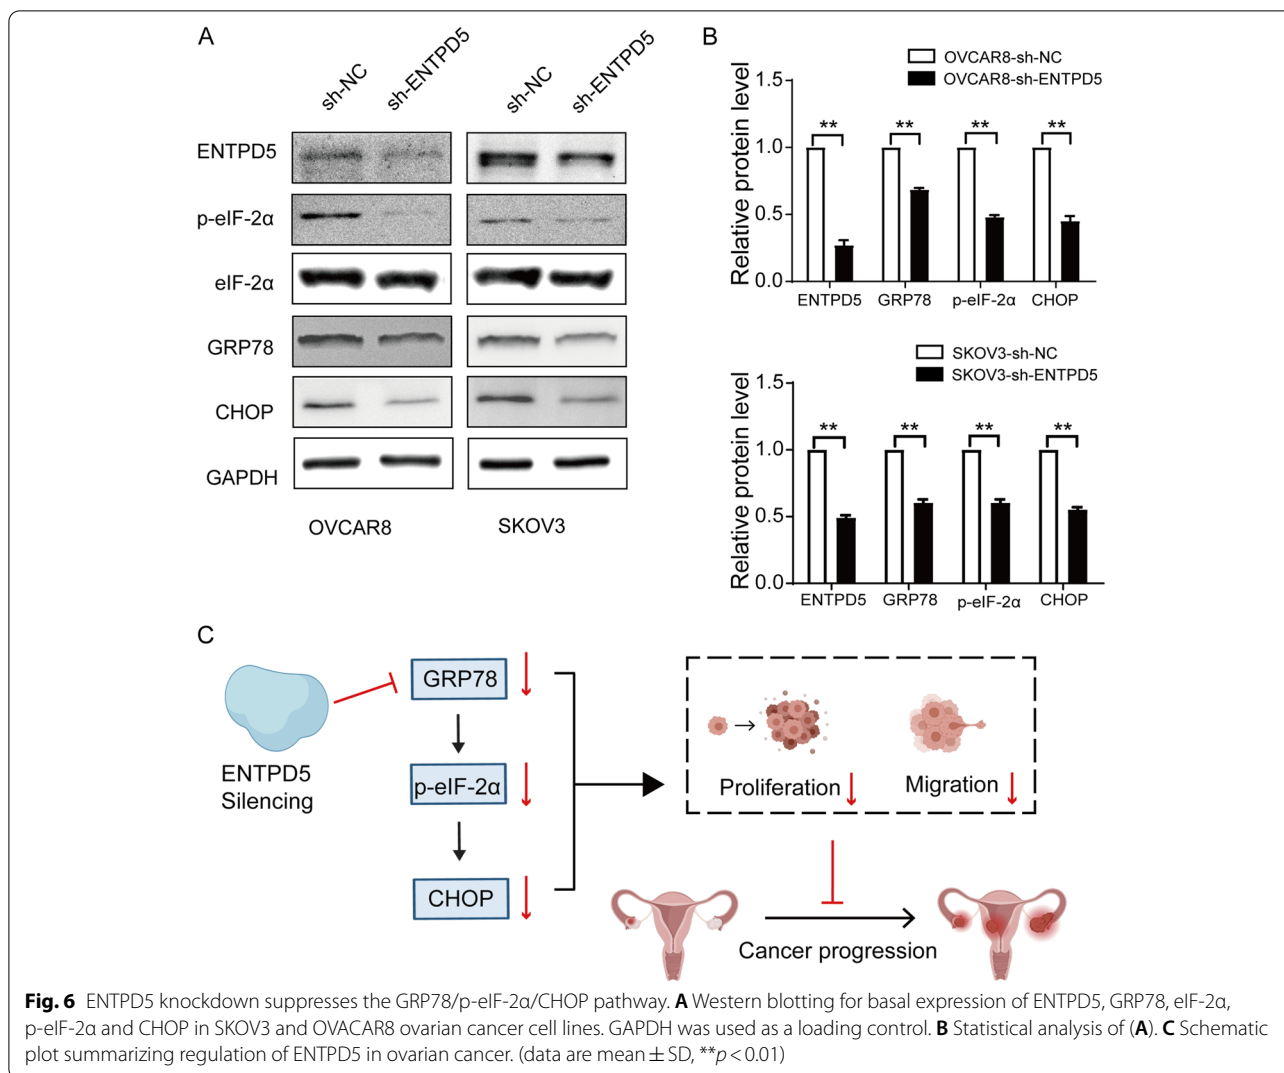 A
sh-NC
sh-ENTPD5
sh-NC
sh-ENTPD5
ENTPD5
p-eIF-2α
eIF-2α
GRP78
CHOP
GAPDH
OVCAR8
SKOV3
B
OVCAR8-sh-NC
OVCAR8-sh-ENTPD5
Relative protein level
1.5
1.0
0.5
0.0
** ** ** **
ENTPD5 GRP78 p-eIF-2α CHOP
SKOV3-sh-NC
SKOV3-sh-ENTPD5
Relative protein level
1.5
1.0
0.5
0.0
** ** ** **
ENTPD5 GRP78 p-eIF-2α CHOP
C
ENTPD5
Silencing
GRP78
p-eIF-2α
CHOP
Proliferation
Migration
Cancer progression
Fig. 6 ENTPD5 knockdown suppresses the GRP78/p-eIF-2α/CHOP pathway. A Western blotting for basal expression of ENTPD5, GRP78, eIF-2α,
p-eIF-2α and CHOP in SKOV3 and OVACAR8 ovarian cancer cell lines. GAPDH was used as a loading control. B Statistical analysis of (A). C Schematic
plot summarizing regulation of ENTPD5 in ovarian cancer. (data are mean ± SD, **p < 0.01)